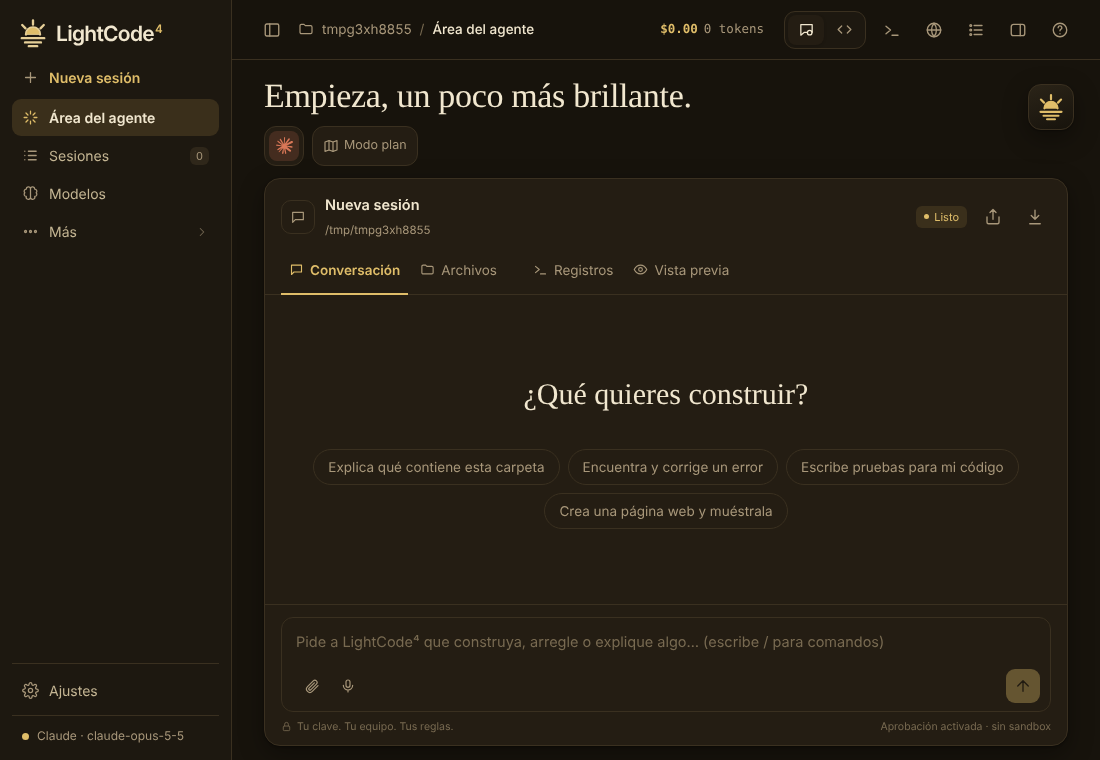 LightCode⁴
Nueva sesión
Área del agente
Sesiones 0
Modelos
Más
Ajustes
Claude · claude-opus-5-5
tmpg3xh8855 / Área del agente
$0.00 0 tokens
Empieza, un poco más brillante.
Modo plan
Nueva sesión
/tmp/tmpg3xh8855
Listo
Conversación Archivos Registros Vista previa
¿Qué quieres construir?
Explica qué contiene esta carpeta Encuentra y corrige un error Escribe pruebas para mi código
Crea una página web y muéstrala
Pide a LightCode⁴ que construya, arregle o explique algo... (escribe / para comandos)
Tu clave. Tu equipo. Tus reglas. Aprobación activada · sin sandbox